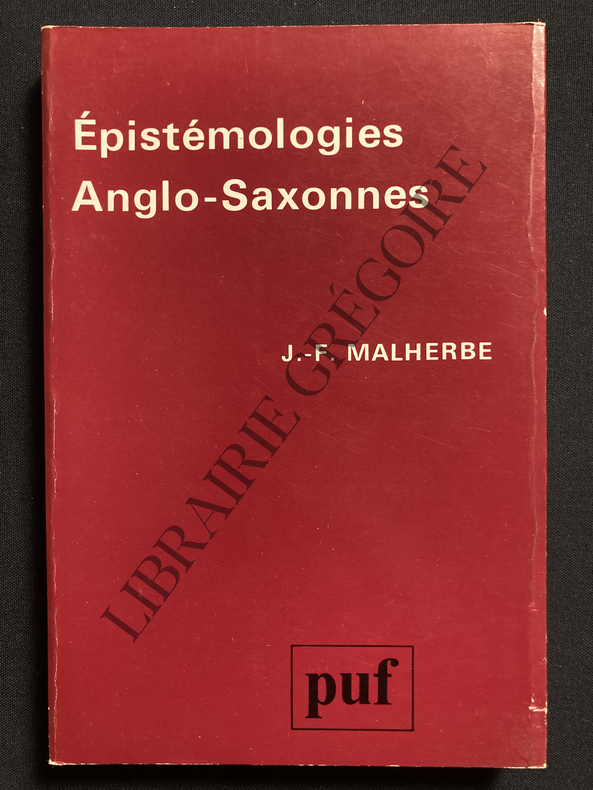 Épistémologies
Anglo-Saxonnes
J.-F. MALHERBE
LIBRAIRIE GRÉGOIRE
puf